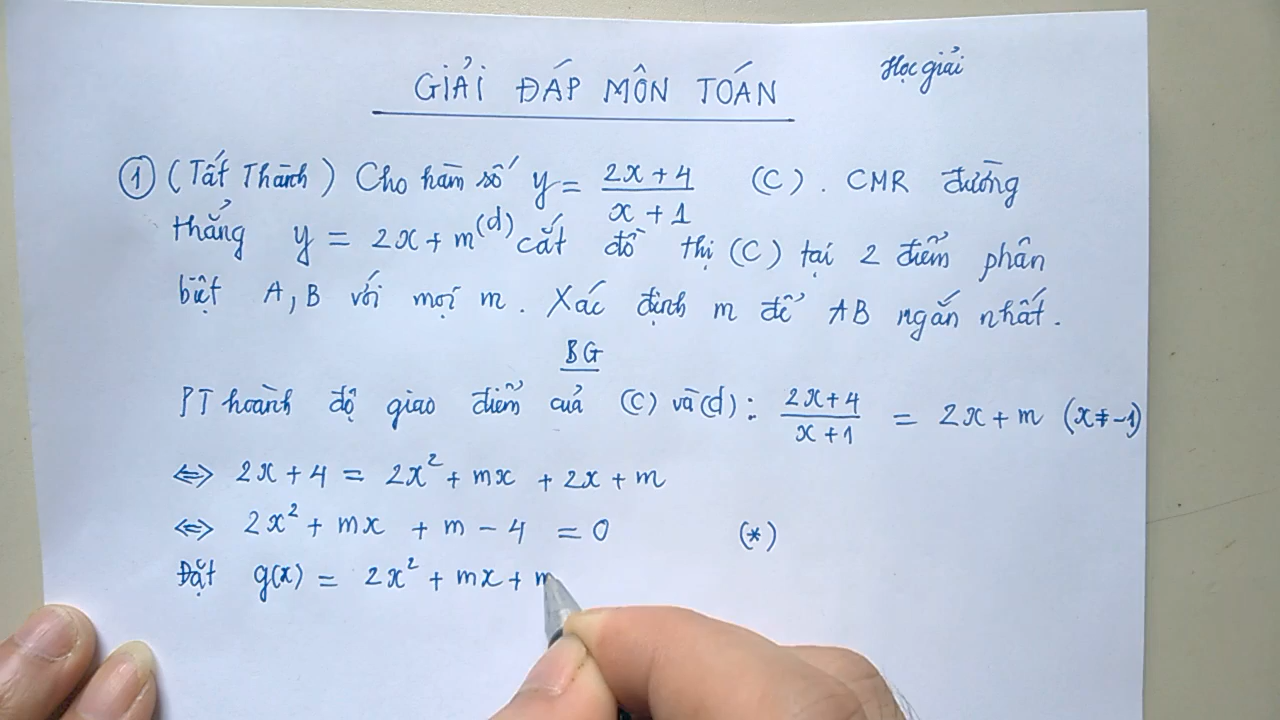 GIẢI ĐÁP MÔN TOÁN
Học giải
① (Tất Thành) Cho hàm số y = (2x + 4)/(x + 1) (C). CMR đường
thẳng y = 2x + m (d) cắt đồ thị (C) tại 2 điểm phân
biệt A, B với mọi m. Xác định m để AB ngắn nhất.
BG
PT hoành độ giao điểm của (C) và (d): (2x+4)/(x+1) = 2x + m (x ≠ -1)
⇔ 2x + 4 = 2x² + mx + 2x + m
⇔ 2x² + mx + m - 4 = 0 (*)
Đặt g(x) = 2x² + mx + m